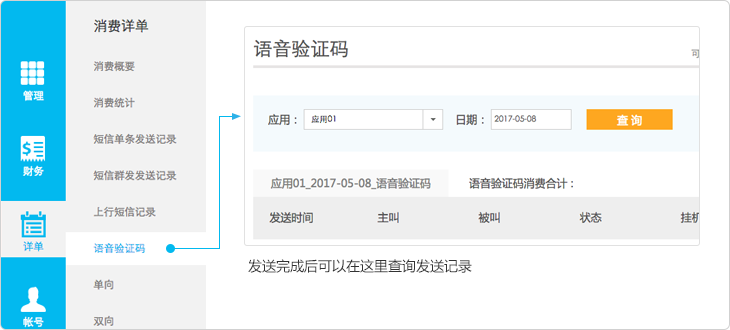 管理
财务
详单
帐号
消费详单
消费概要
消费统计
短信单条发送记录
短信群发发送记录
上行短信记录
语音验证码
单向
双向
语音验证码
可
应用： 应用01 日期： 2017-05-08 查 询
应用01_2017-05-08_语音验证码 语音验证码消费合计：
发送时间 主叫 被叫 状态 挂机
发送完成后可以在这里查询发送记录